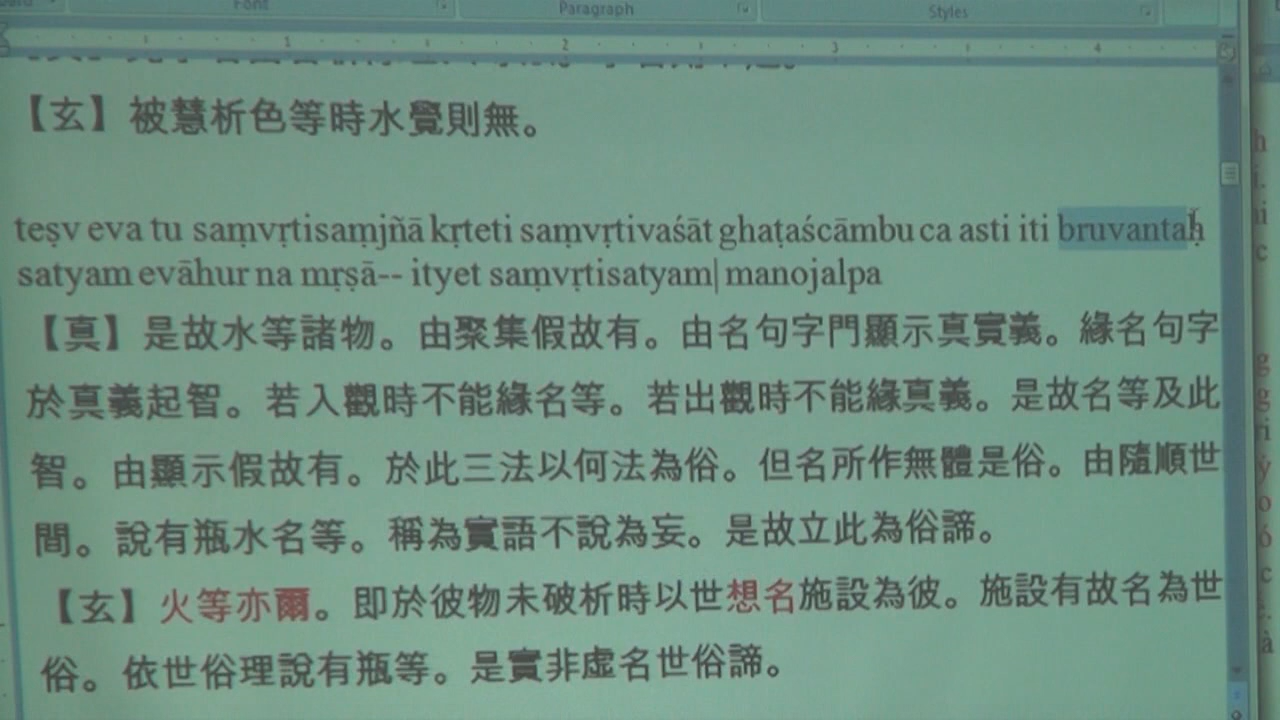 Font Paragraph Styles
2 3 4
【玄】被慧析色等時水覺則無。
teṣv eva tu saṃvṛtisaṃjñā kṛteti saṃvṛtivaśāt ghaṭaścāmbu ca asti iti bruvantaḥ
satyam evāhur na mṛṣā-- ityet saṃvṛtisatyam manojalpa
【真】是故水等諸物。由聚集假故有。由名句字門顯示真實義。緣名句字
於真義起智。若入觀時不能緣名等。若出觀時不能緣真義。是故名等及此
智。由顯示假故有。於此三法以何法為俗。但名所作無體是俗。由隨順世
間。說有瓶水名等。稱為實語不說為妄。是故立此為俗諦。
【玄】火等亦爾。即於彼物未破析時以世想名施設為彼。施設有故名為世
俗。依世俗理說有瓶等。是實非虛名世俗諦。